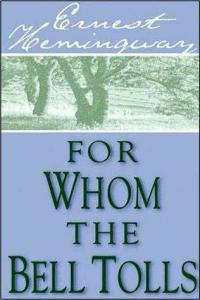 Ernest
Hemingway
FOR
WHOM
THE
BELL TOLLS